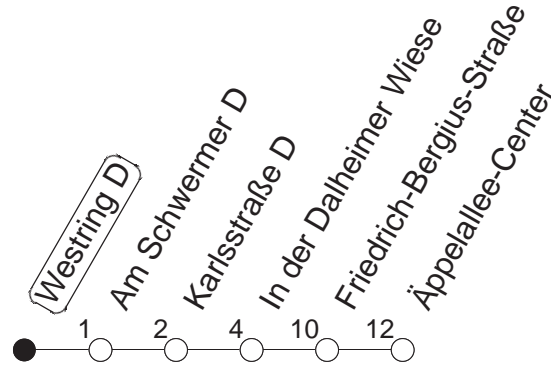 Westring D
Am Schwermer D
Karlsstraße D
In der Dalheimer Wiese
Friedrich-Bergius-Straße
Äppelallee-Center
1
2
4
10
12